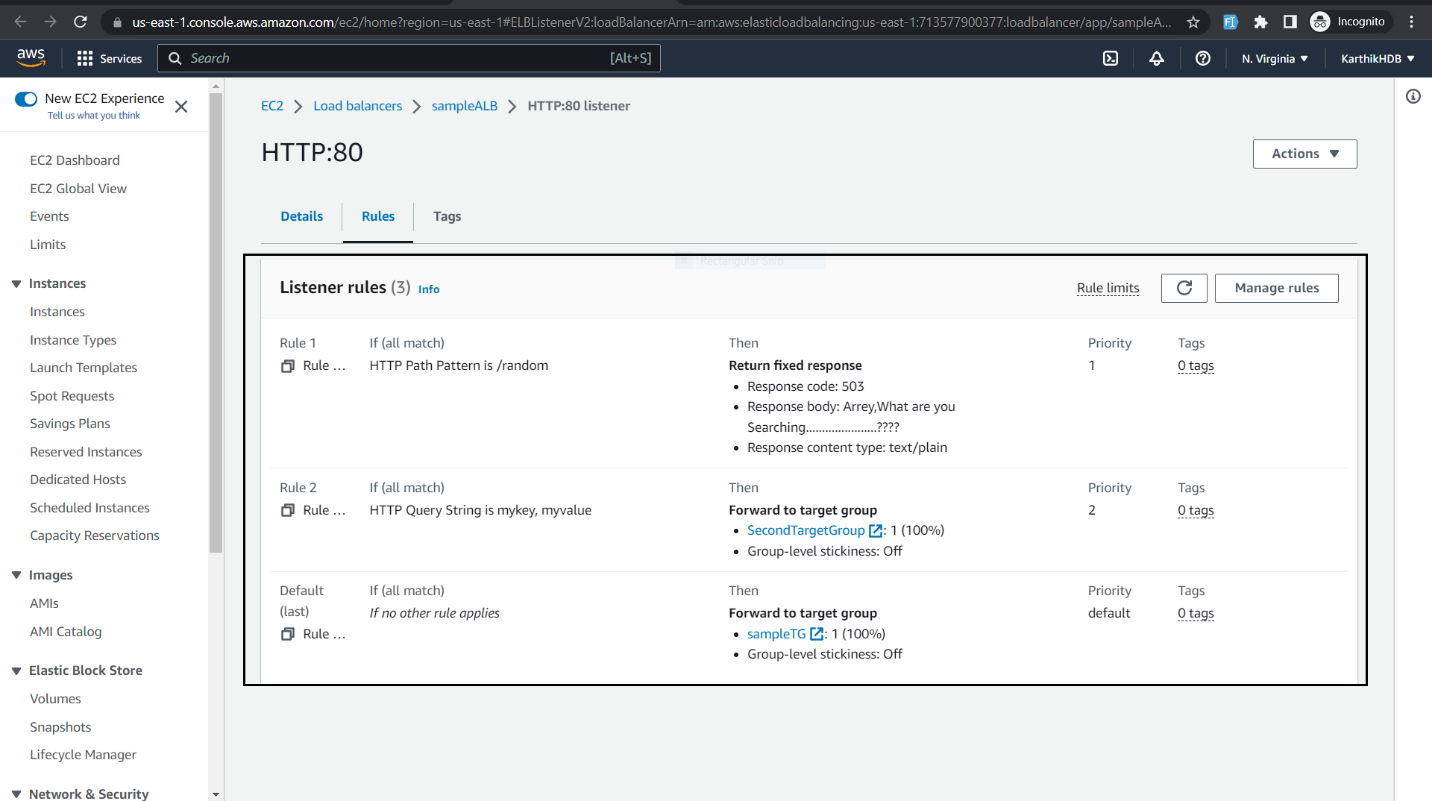 us-east-1.console.aws.amazon.com/ec2/home?region=us-east-1#ELBListenerV2:loadBalancerArn=arn:aws:elasticloadbalancing:us-east-1:713577900377:loadbalancer/app/sampleA...
Incognito
aws
Services
Search
[Alt+S]
N. Virginia
KarthikHDB
New EC2 Experience
Tell us what you think
EC2 Dashboard
EC2 Global View
Events
Limits
Instances
Instances
Instance Types
Launch Templates
Spot Requests
Savings Plans
Reserved Instances
Dedicated Hosts
Scheduled Instances
Capacity Reservations
Images
AMIs
AMI Catalog
Elastic Block Store
Volumes
Snapshots
Lifecycle Manager
Network & Security
EC2 > Load balancers > sampleALB > HTTP:80 listener
HTTP:80
Actions
Details
Rules
Tags
Rectangular Snip
Listener rules (3) Info
Rule limits
Manage rules
Rule 1 If (all match) Then Priority Tags
Rule ... HTTP Path Pattern is /random Return fixed response 1 0 tags
• Response code: 503
• Response body: Arrey,What are you
Searching......................????
• Response content type: text/plain
Rule 2 If (all match) Then Priority Tags
Rule ... HTTP Query String is mykey, myvalue Forward to target group 2 0 tags
• SecondTargetGroup : 1 (100%)
• Group-level stickiness: Off
Default If (all match) Then Priority Tags
(last) If no other rule applies Forward to target group default 0 tags
Rule ... • sampleTG : 1 (100%)
• Group-level stickiness: Off